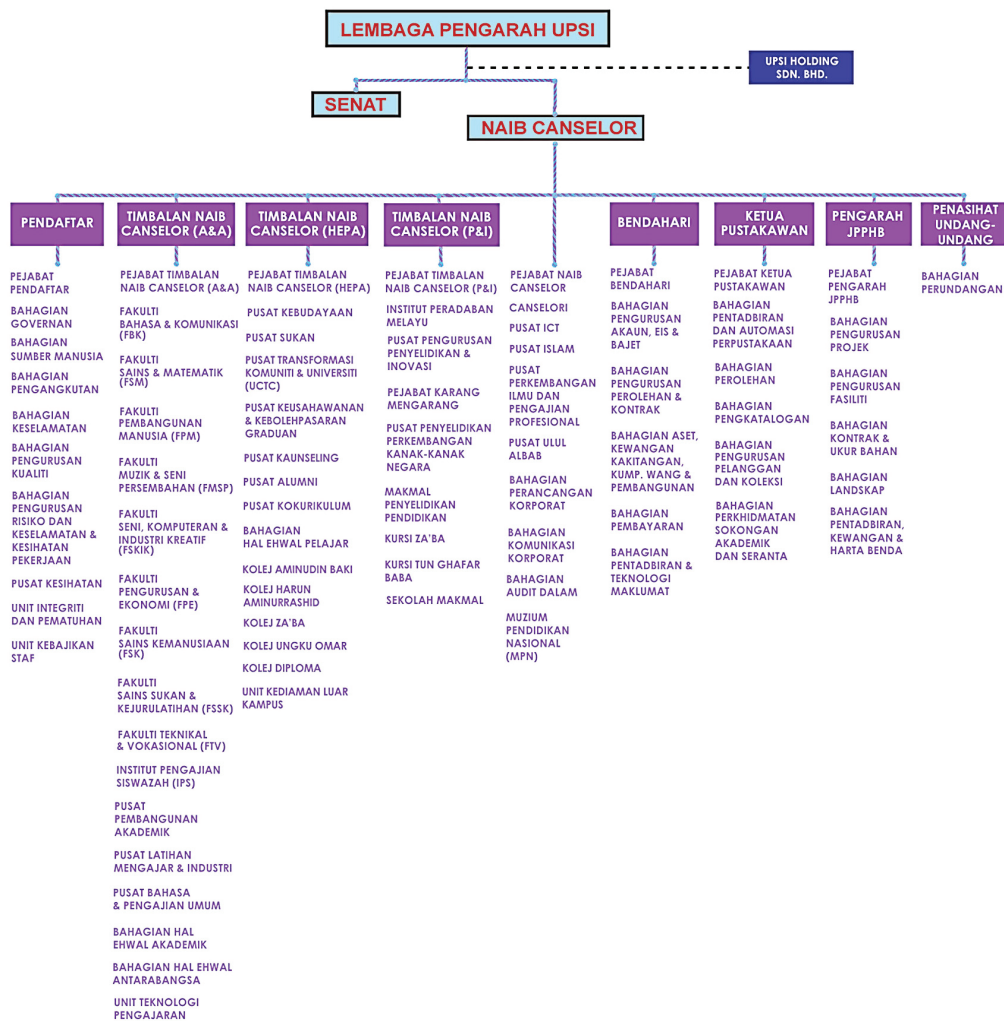 LEMBAGA PENGARAH UPSI
UPSI HOLDING
SDN. BHD.
SENAT
NAIB CANSELOR
PENDAFTAR
PEJABAT
PENDAFTAR
BAHAGIAN
GOVERNAN
BAHAGIAN
SUMBER MANUSIA
BAHAGIAN
PENGANGKUTAN
BAHAGIAN
KESELAMATAN
BAHAGIAN
PENGURUSAN
KUALITI
BAHAGIAN
PENGURUSAN
RISIKO DAN
KESELAMATAN &
KESIHATAN
PEKERJAAN
PUSAT KESIHATAN
UNIT INTEGRITI
DAN PEMATUHAN
UNIT KEBAJIKAN
STAF
TIMBALAN NAIB
CANSELOR (A&A)
PEJABAT TIMBALAN
NAIB CANSELOR (A&A)
FAKULTI
BAHASA & KOMUNIKASI
(FBK)
FAKULTI
SAINS & MATEMATIK
(FSM)
FAKULTI
PEMBANGUNAN
MANUSIA (FPM)
FAKULTI
MUZIK & SENI
PERSEMBAHAN (FMSP)
FAKULTI
SENI, KOMPUTERAN &
INDUSTRI KREATIF
(FSKIK)
FAKULTI
PENGURUSAN &
EKONOMI (FPE)
FAKULTI
SAINS KEMANUSIAAN
(FSK)
FAKULTI
SAINS SUKAN &
KEJURULATIHAN (FSSK)
FAKULTI TEKNIKAL
& VOKASIONAL (FTV)
INSTITUT PENGAJIAN
SISWAZAH (IPS)
PUSAT
PEMBANGUNAN
AKADEMIK
PUSAT LATIHAN
MENGAJAR & INDUSTRI
PUSAT BAHASA
& PENGAJIAN UMUM
BAHAGIAN HAL
EHWAL AKADEMIK
BAHAGIAN HAL EHWAL
ANTARABANGSA
UNIT TEKNOLOGI
PENGAJARAN
TIMBALAN NAIB
CANSELOR (HEPA)
PEJABAT TIMBALAN
NAIB CANSELOR (HEPA)
PUSAT KEBUDAYAAN
PUSAT SUKAN
PUSAT TRANSFORMASI
KOMUNITI & UNIVERSITI
(UCTC)
PUSAT KEUSAHAWANAN
& KEBOLEHPASARAN
GRADUAN
PUSAT KAUNSELING
PUSAT ALUMNI
PUSAT KOKURIKULUM
BAHAGIAN
HAL EHWAL PELAJAR
KOLEJ AMINUDIN BAKI
KOLEJ HARUN
AMINURRASHID
KOLEJ ZA'BA
KOLEJ UNGKU OMAR
KOLEJ DIPLOMA
UNIT KEDIAMAN LUAR
KAMPUS
TIMBALAN NAIB
CANSELOR (P&I)
PEJABAT TIMBALAN
NAIB CANSELOR (P&I)
INSTITUT PERADABAN
MELAYU
PUSAT PENGURUSAN
PENYELIDIKAN &
INOVASI
PEJABAT KARANG
MENGARANG
PUSAT PENYELIDIKAN
PERKEMBANGAN
KANAK-KANAK
NEGARA
MAKMAL
PENYELIDIKAN
PENDIDIKAN
KURSI ZA'BA
KURSI TUN GHAFAR
BABA
SEKOLAH MAKMAL
PEJABAT NAIB
CANSELOR
CANSELORI
PUSAT ICT
PUSAT ISLAM
PUSAT
PERKEMBANGAN
ILMU DAN
PENGAJIAN
PROFESIONAL
PUSAT ULUL
ALBAB
BAHAGIAN
PERANCANGAN
KORPORAT
BAHAGIAN
KOMUNIKASI
KORPORAT
BAHAGIAN
AUDIT DALAM
MUZIUM
PENDIDIKAN
NASIONAL
(MPN)
BENDAHARI
PEJABAT
BENDAHARI
BAHAGIAN
PENGURUSAN
AKAUN, EIS &
BAJET
BAHAGIAN
PENGURUSAN
PEROLEHAN &
KONTRAK
BAHAGIAN ASET,
KEWANGAN
KAKITANGAN,
KUMP. WANG &
PEMBANGUNAN
BAHAGIAN
PEMBAYARAN
BAHAGIAN
PENTADBIRAN &
TEKNOLOGI
MAKLUMAT
KETUA
PUSTAKAWAN
PEJABAT KETUA
PUSTAKAWAN
BAHAGIAN
PENTADBIRAN
DAN AUTOMASI
PERPUSTAKAAN
BAHAGIAN
PEROLEHAN
BAHAGIAN
PENGKATALOGAN
BAHAGIAN
PENGURUSAN
PELANGGAN
DAN KOLEKSI
BAHAGIAN
PERKHIDMATAN
SOKONGAN
AKADEMIK
DAN SERANTA
PENGARAH
JPPHB
PEJABAT
PENGARAH
JPPHB
BAHAGIAN
PENGURUSAN
PROJEK
BAHAGIAN
PENGURUSAN
FASILITI
BAHAGIAN
KONTRAK &
UKUR BAHAN
BAHAGIAN
LANDSKAP
BAHAGIAN
PENTADBIRAN,
KEWANGAN &
HARTA BENDA
PENASIHAT
UNDANG-
UNDANG
BAHAGIAN
PERUNDANGAN